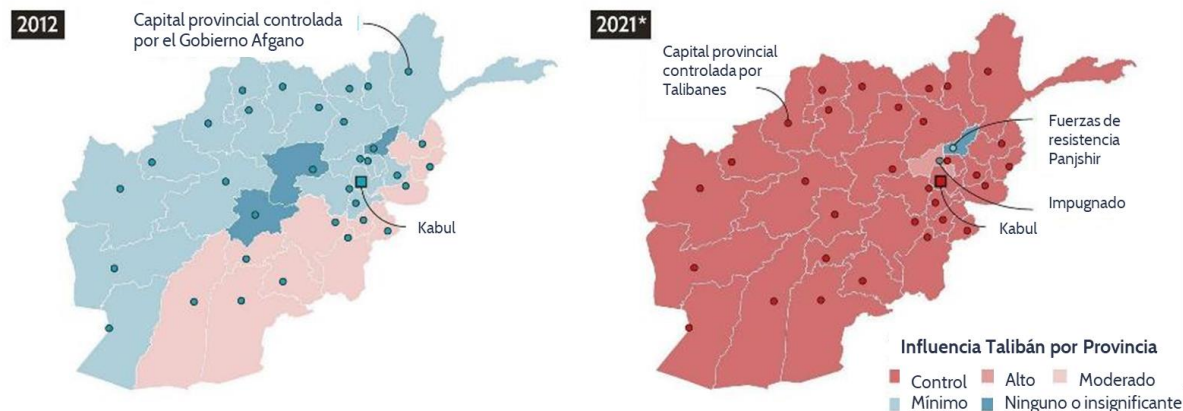 2012
Capital provincial controlada
por el Gobierno Afgano
Kabul
2021*
Capital provincial
controlada por
Talibanes
Fuerzas de
resistencia
Panjshir
Impugnado
Kabul
Influencia Talibán por Provincia
Control Alto Moderado
Mínimo Ninguno o insignificante